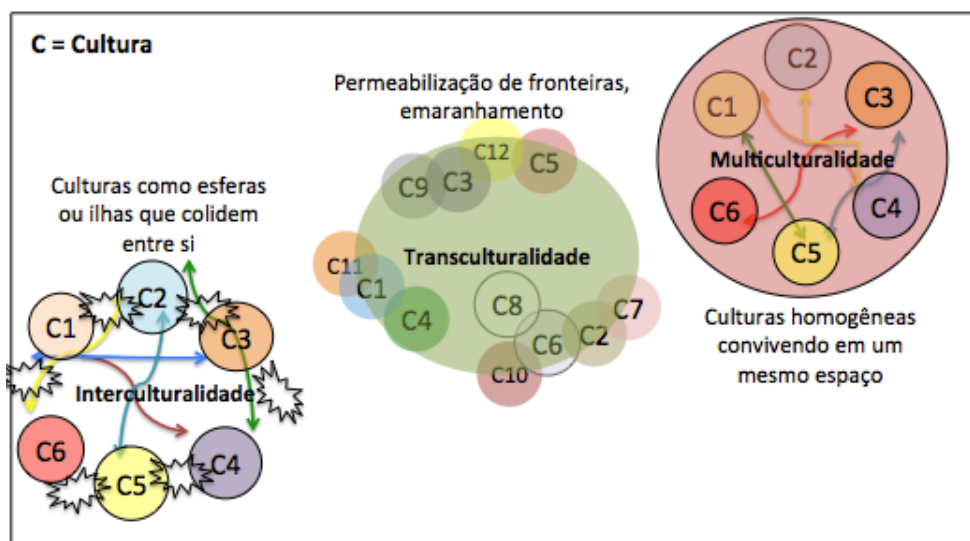 C = Cultura
Culturas como esferas
ou ilhas que colidem
entre si
C1
C2
C3
Interculturalidade
C6
C5
C4
Permeabilização de fronteiras,
emaranhamento
C12
C5
C9
C3
C11
C1
Transculturalidade
C4
C8
C6
C2
C7
C10
C2
C1
C3
Multiculturalidade
C6
C4
C5
Culturas homogêneas
convivendo em um
mesmo espaço